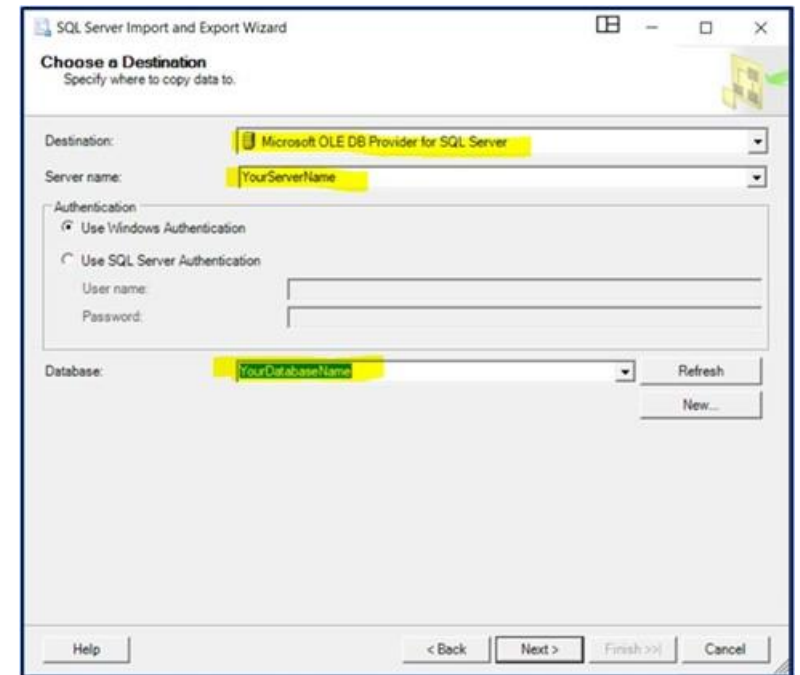 SQL Server Import and Export Wizard
Choose a Destination
Specify where to copy data to.
Destination: Microsoft OLE DB Provider for SQL Server
Server name: YourServerName
Authentication
Use Windows Authentication
Use SQL Server Authentication
User name:
Password:
Database: YourDatabaseName Refresh
New...
Help < Back Next > Finish >>| Cancel